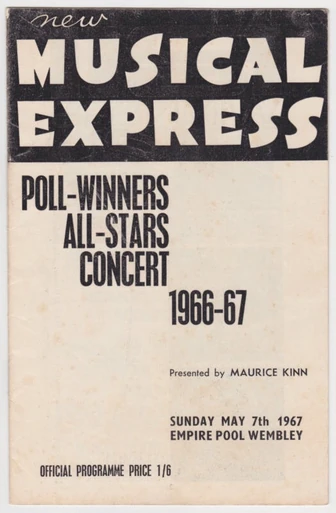 new
MUSICAL
EXPRESS
POLL-WINNERS
ALL-STARS
CONCERT
1966-67
Presented by MAURICE KINN
SUNDAY MAY 7th 1967
EMPIRE POOL WEMBLEY
OFFICIAL PROGRAMME PRICE 1/6